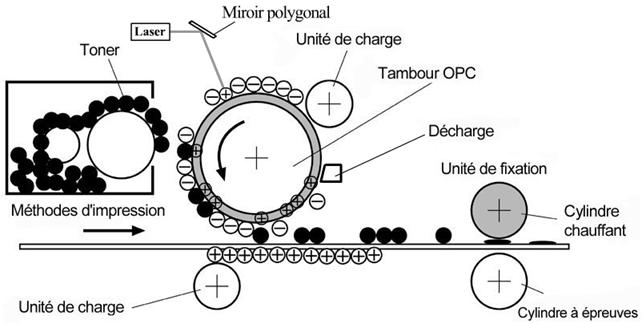 Miroir polygonal
Laser
Unité de charge
Toner
Tambour OPC
Décharge
Unité de fixation
Méthodes d'impression
Cylindre
chauffant
Unité de charge
Cylindre à épreuves